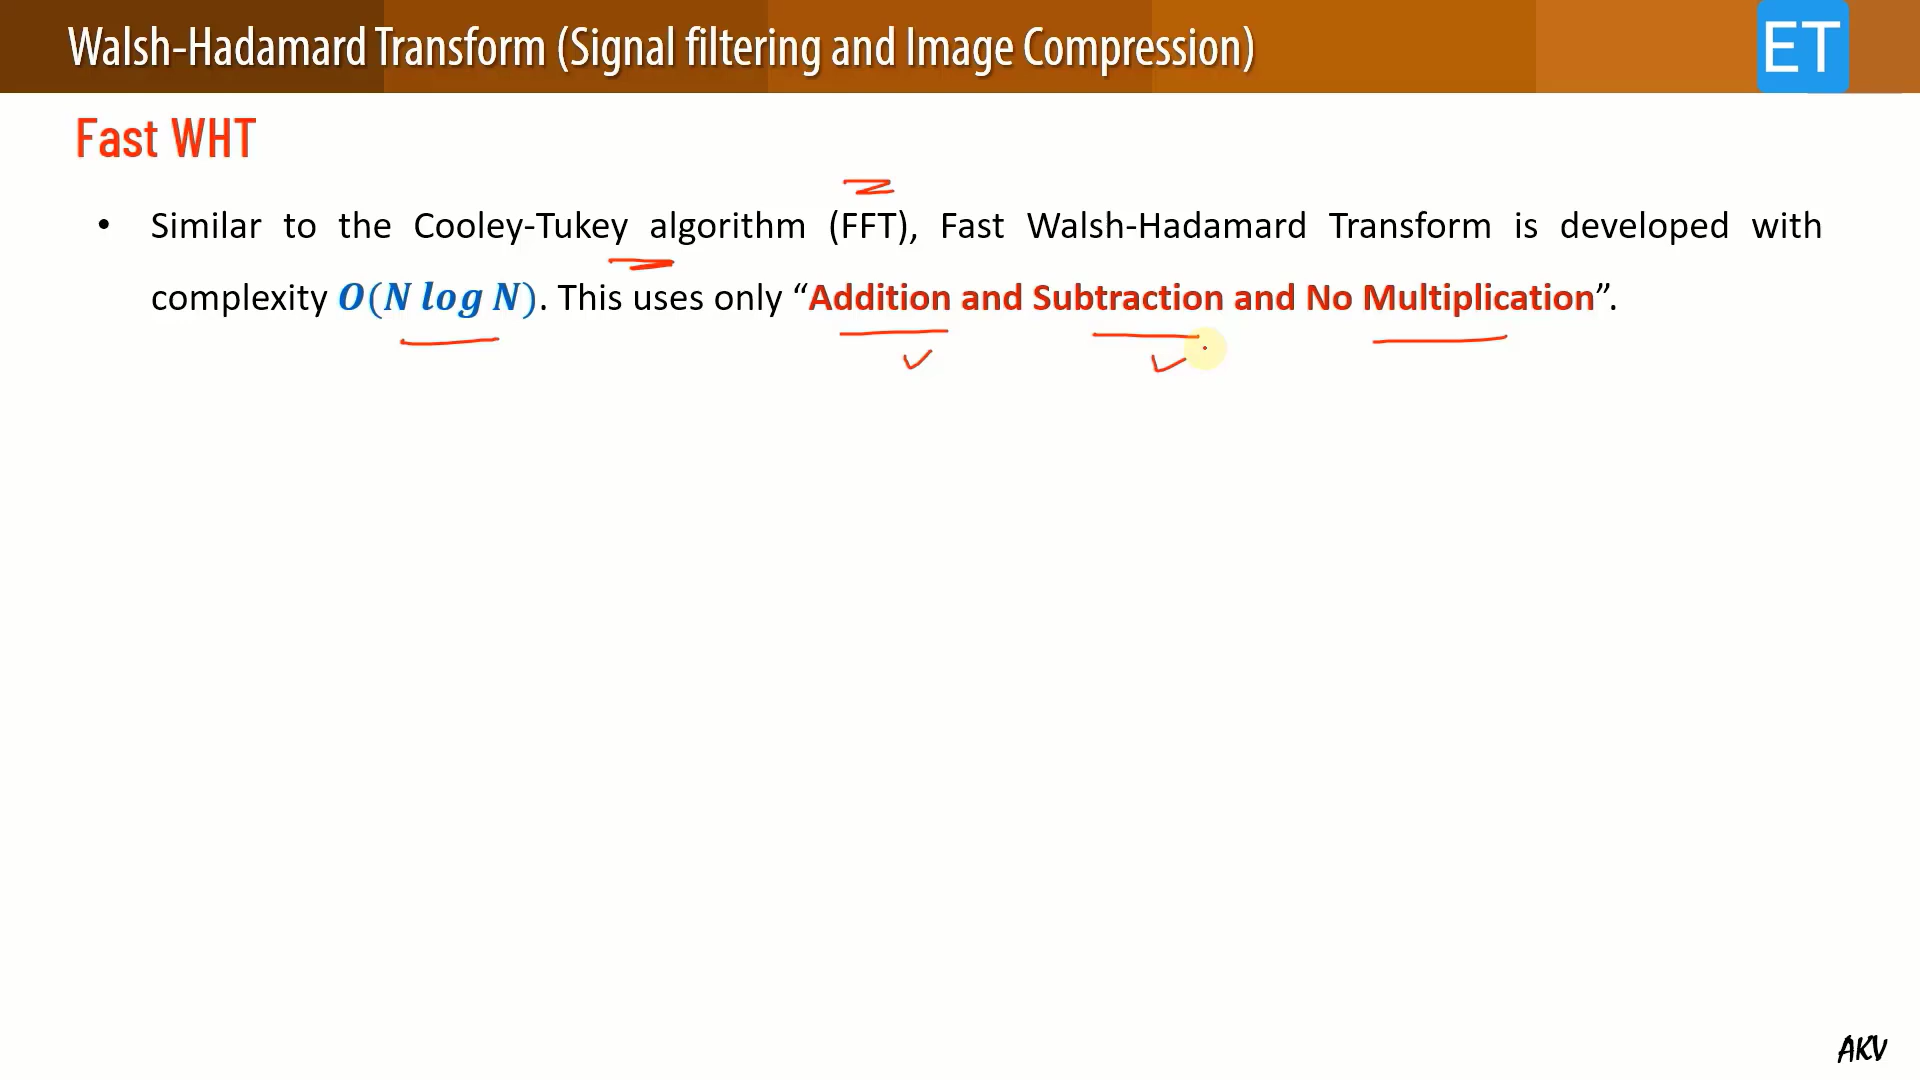 Walsh-Hadamard Transform (Signal filtering and Image Compression)
ET
Fast WHT
• Similar to the Cooley-Tukey algorithm (FFT), Fast Walsh-Hadamard Transform is developed with
complexity O(N log N). This uses only “Addition and Subtraction and No Multiplication”.
AKV